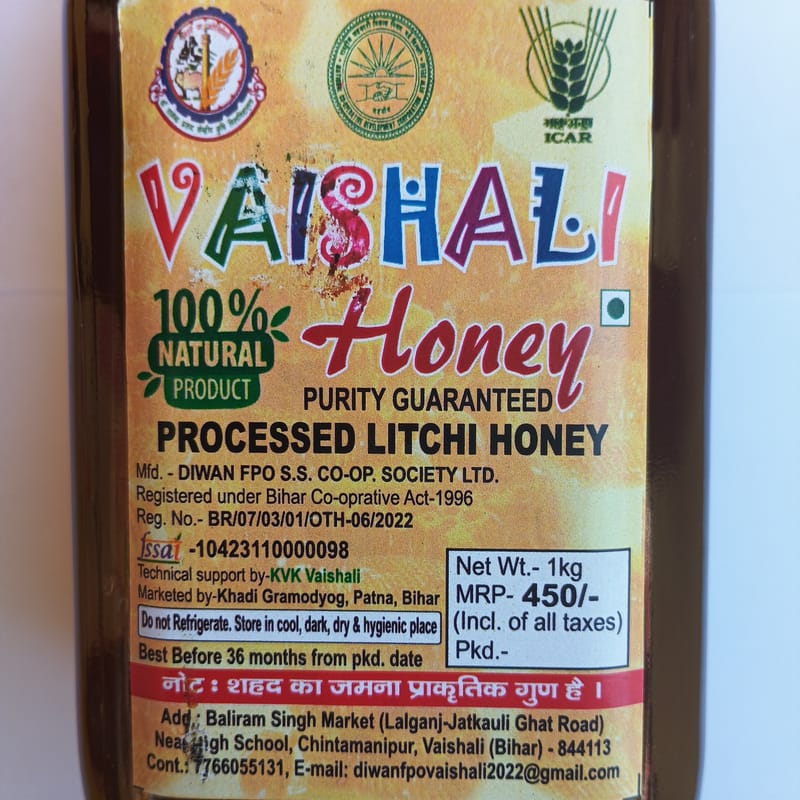 भाकृअनुप
ICAR
VAISHALI
100%
NATURAL
PRODUCT
Honey
PURITY GUARANTEED
PROCESSED LITCHI HONEY
Mfd. - DIWAN FPO S.S. CO-OP. SOCIETY LTD.
Registered under Bihar Co-oprative Act-1996
Reg. No.- BR/07/03/01/OTH-06/2022
fssai -10423110000098
Technical support by-KVK Vaishali
Marketed by-Khadi Gramodyog, Patna, Bihar
Do not Refrigerate. Store in cool, dark, dry & hygienic place
Best Before 36 months from pkd. date
Net Wt.- 1kg
MRP- 450/-
(Incl. of all taxes)
Pkd.-
नोट : शहद का जमना प्राकृतिक गुण है ।
Add.: Baliram Singh Market (Lalganj-Jatkauli Ghat Road)
Near High School, Chintamanipur, Vaishali (Bihar) - 844113
Cont.: 7766055131, E-mail: diwanfpovaishali2022@gmail.com